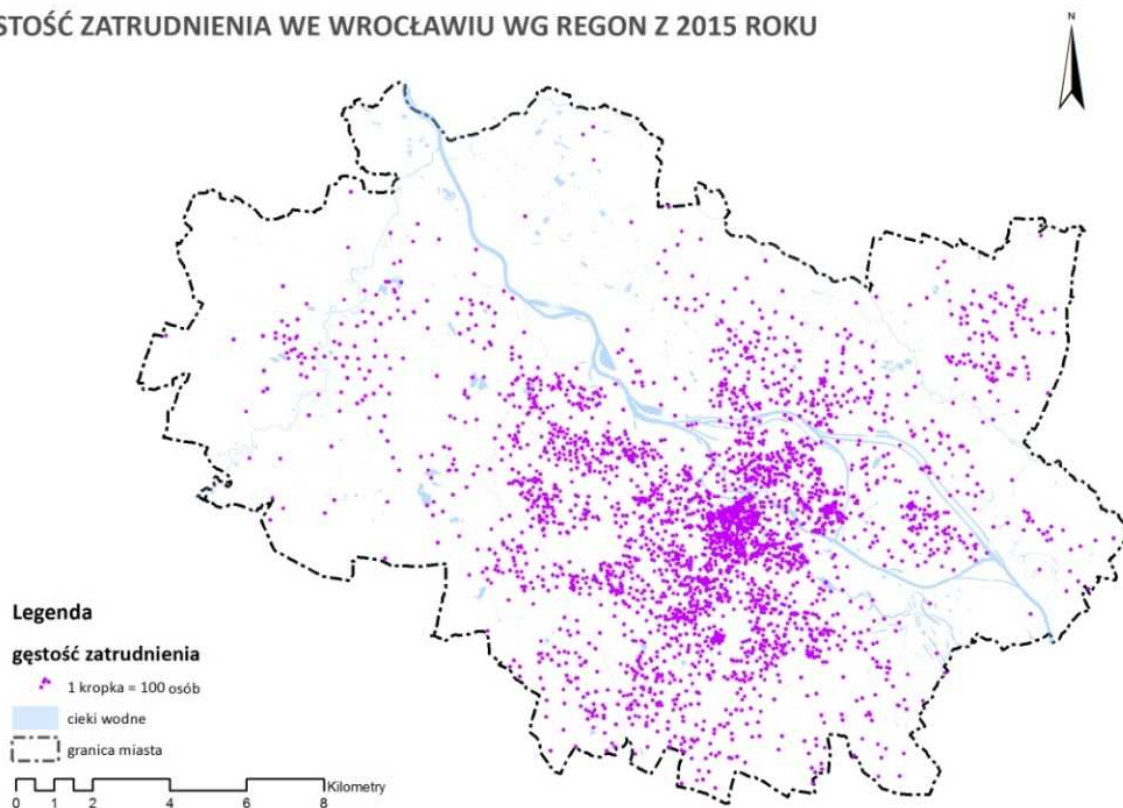 STOŚĆ ZATRUDNIENIA WE WROCŁAWIU WG REGON Z 2015 ROKU
N
Legenda
gęstość zatrudnienia
1 kropka = 100 osób
cieki wodne
granica miasta
Kilometry
0 1 2 4 6 8